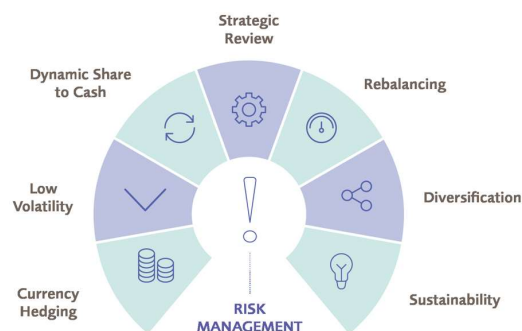 Strategic
Review
Dynamic Share
to Cash
Rebalancing
Low
Volatility
Diversification
Currency
Hedging
Sustainability
RISK
MANAGEMENT